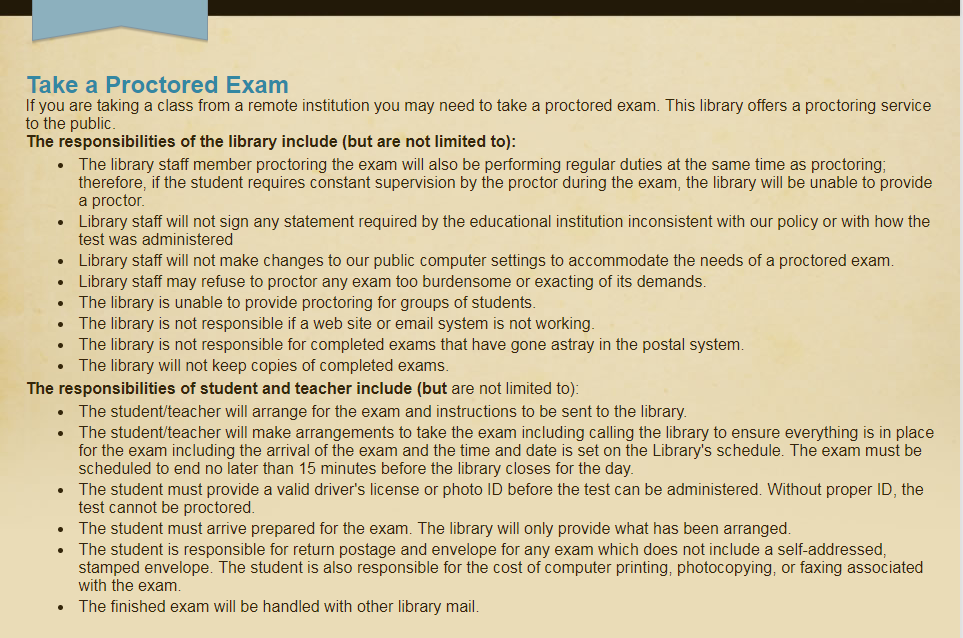 Take a Proctored Exam
If you are taking a class from a remote institution you may need to take a proctored exam. This library offers a proctoring service
to the public.
The responsibilities of the library include (but are not limited to):
• The library staff member proctoring the exam will also be performing regular duties at the same time as proctoring;
therefore, if the student requires constant supervision by the proctor during the exam, the library will be unable to provide
a proctor.
• Library staff will not sign any statement required by the educational institution inconsistent with our policy or with how the
test was administered
• Library staff will not make changes to our public computer settings to accommodate the needs of a proctored exam.
• Library staff may refuse to proctor any exam too burdensome or exacting of its demands.
• The library is unable to provide proctoring for groups of students.
• The library is not responsible if a web site or email system is not working.
• The library is not responsible for completed exams that have gone astray in the postal system.
• The library will not keep copies of completed exams.
The responsibilities of student and teacher include (but are not limited to):
• The student/teacher will arrange for the exam and instructions to be sent to the library.
• The student/teacher will make arrangements to take the exam including calling the library to ensure everything is in place
for the exam including the arrival of the exam and the time and date is set on the Library's schedule. The exam must be
scheduled to end no later than 15 minutes before the library closes for the day.
• The student must provide a valid driver's license or photo ID before the test can be administered. Without proper ID, the
test cannot be proctored.
• The student must arrive prepared for the exam. The library will only provide what has been arranged.
• The student is responsible for return postage and envelope for any exam which does not include a self-addressed,
stamped envelope. The student is also responsible for the cost of computer printing, photocopying, or faxing associated
with the exam.
• The finished exam will be handled with other library mail.